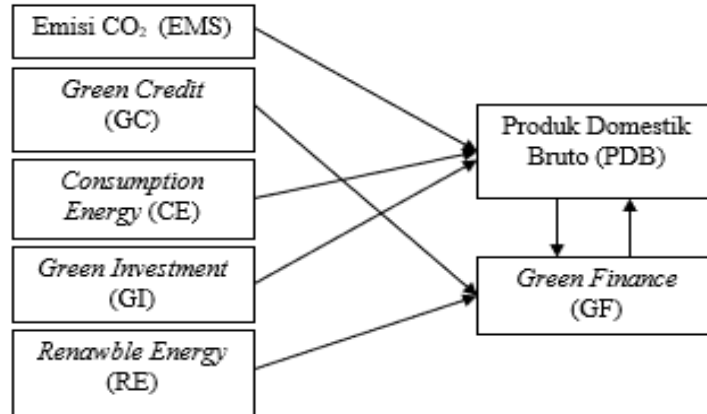 Emisi CO₂ (EMS)
Green Credit
(GC)
Consumption
Energy (CE)
Green Investment
(GI)
Renawble Energy
(RE)
Produk Domestik
Bruto (PDB)
Green Finance
(GF)